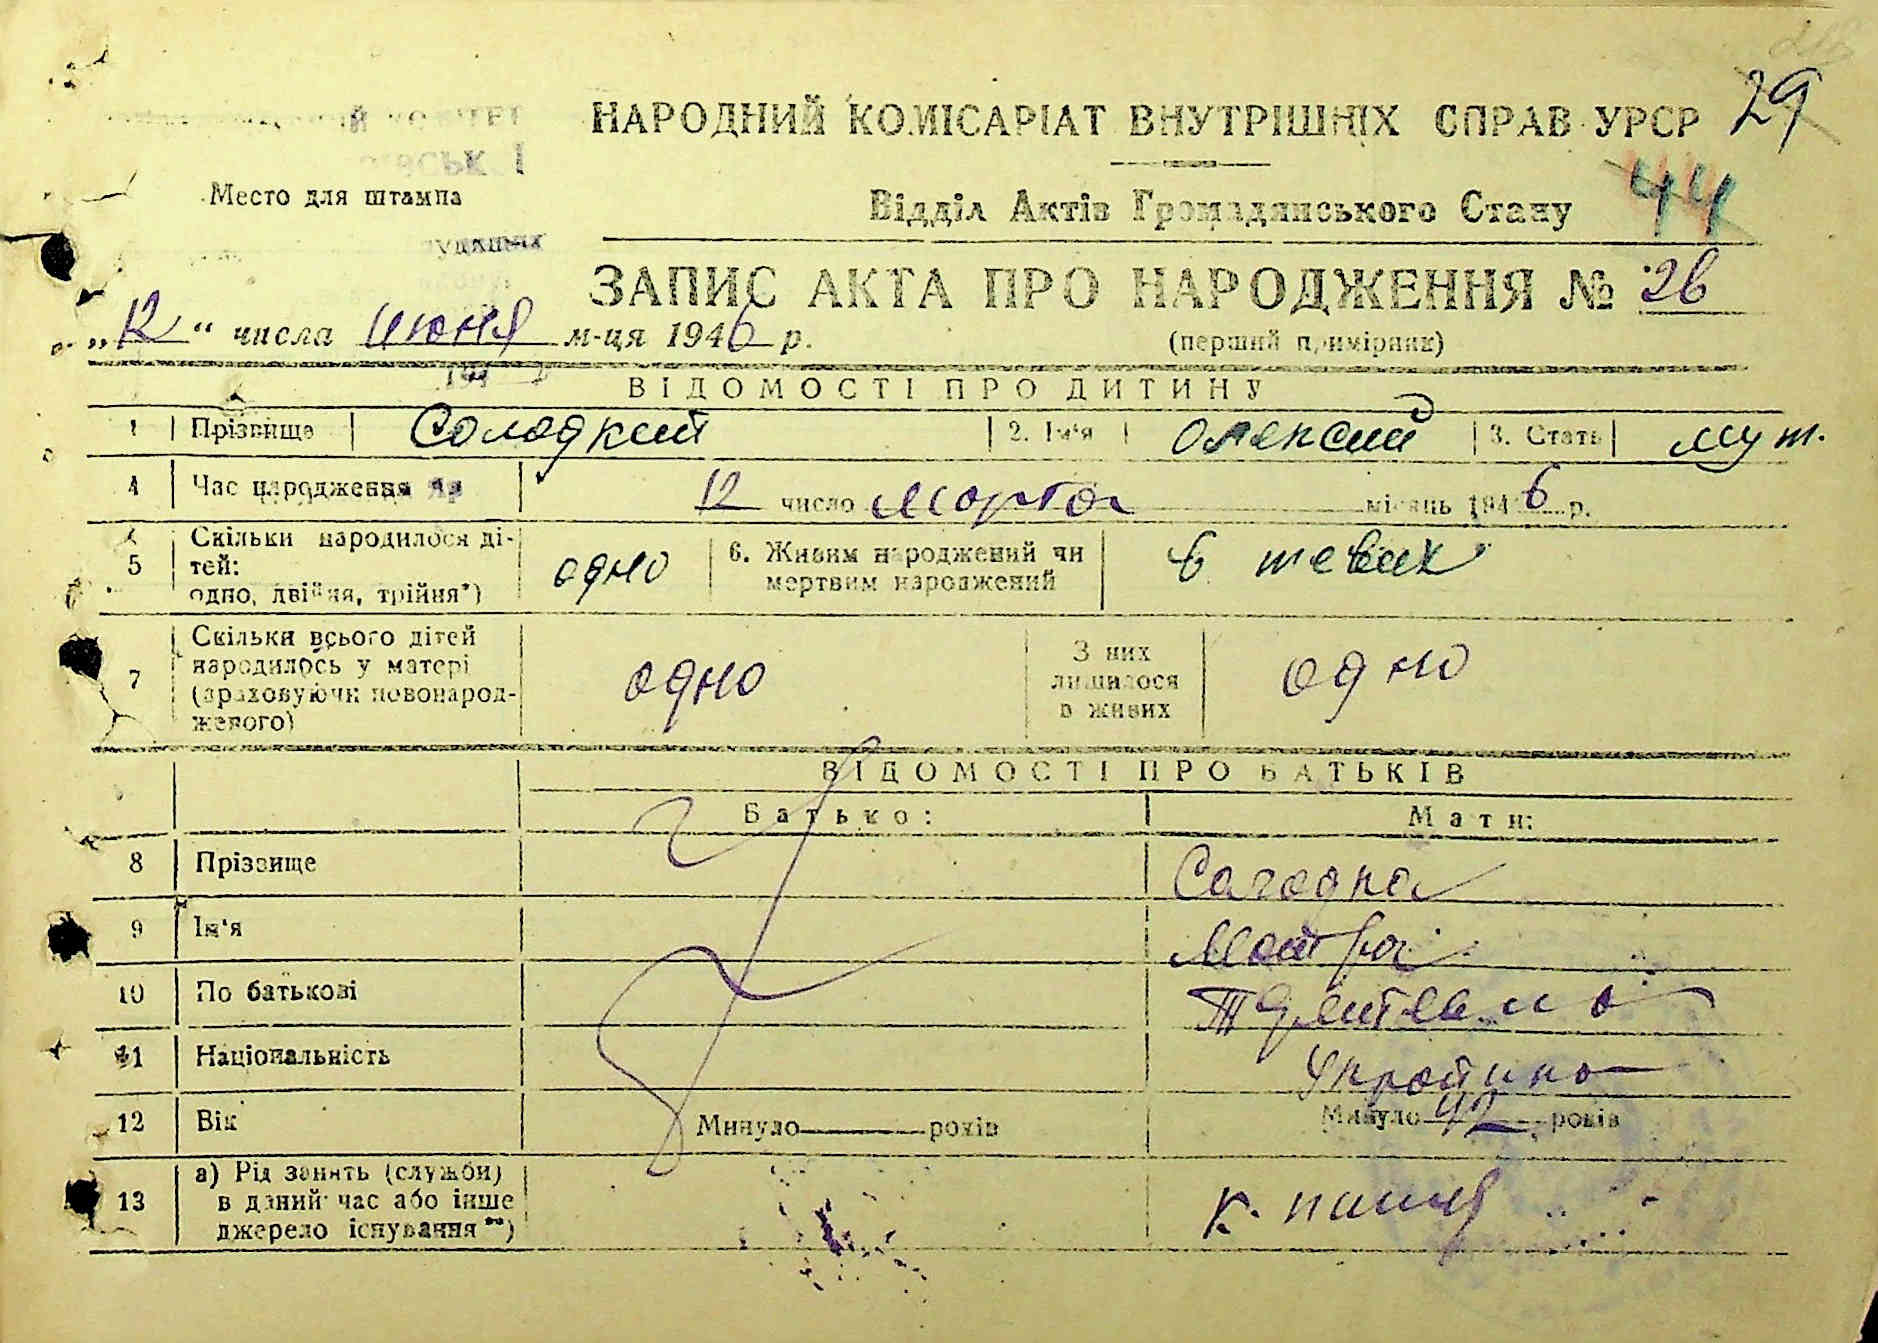 НАРОДНИЙ КОМІСАРІАТ ВНУТРІШНІХ СПРАВ УРСР 29
Место для штампа
Відділ Актів Громадянського Стану 44
ЗАПИС АКТА ПРО НАРОДЖЕННЯ № 26
„12“ числа июня м-ця 1946 р.
(перший примірник)
ВІДОМОСТІ ПРО ДИТИНУ
1 Прізвище Солодкий 2. Ім'я Олексий 3. Стать муж.
4 Час народження 12 число марта місяць 1946 р.
5 Скільки народилося дітей: одно, двійня, трійня*) одно 6. Живим народжений чи мертвим народжений
7 Скільки всього дітей народилось у матері (враховуючи новонародженого) одно З них лишилося в живих одно
ВІДОМОСТІ ПРО БАТЬКІВ
Батько: Мати:
8 Прізвище
9 Ім'я
10 По батькові
11 Національність
12 Вік Минуло — років Минуло 42 років
13 а) Рід занять (служби) в даний час або інше джерело існування**)